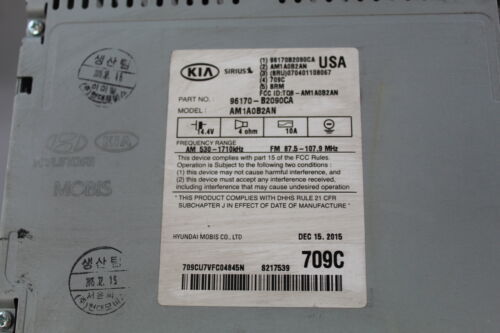 생산팀
KIA
SIRIUS
(1) 96170B2090CA
USA
(2) AM1A0B2AN
(3) (8RU)070401108067
(4) 709C
(5) BRM
FCC ID:TQ8-AM1A0B2AN
PART NO. : 96170-B2090CA
MODEL : AM1A0B2AN
14.4V
4 ohm
10A
FREQUENCY RANGE
AM 530-1710kHz
FM 87.5-107.9 MHz
This device complies with part 15 of the FCC Rules.
Operation is Subject to the following two conditions:
(1) this device may not cause harmful interference, and
(2) this device must accept any interference received,
including interference that may cause undesired operation
" THIS PRODUCT COMPLIES WITH DHHS RULE 21 CFR
SUBCHAPTER J IN EFFECT OF DATE OF MANUFACTURE "
HYUNDAI MOBIS CO., LTD
DEC 15. 2015
709CU7VFC04845N
S217539
709C
KIA
HYUNDAI
MOBIS
생산팀